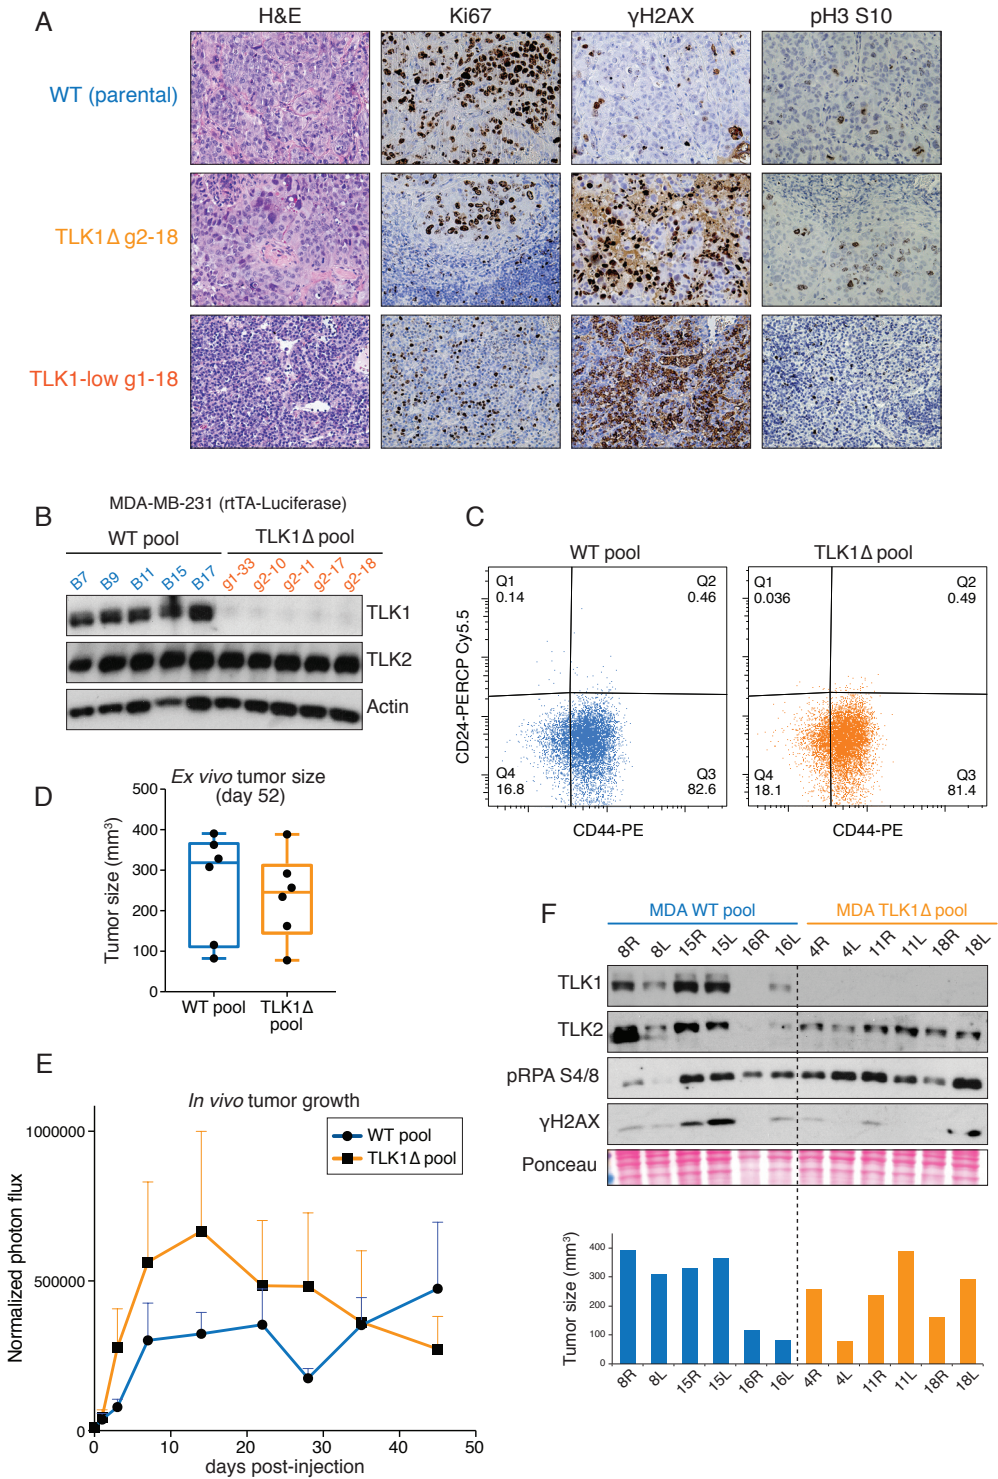 A
H&E
Ki67
γH2AX
pH3 S10
WT (parental)
TLK1Δ g2-18
TLK1-low g1-18
B
MDA-MB-231 (rtTA-Luciferase)
WT pool
TLK1Δ pool
B7
B9
B11
B15
B17
g1-33
g2-10
g2-11
g2-17
g2-18
TLK1
TLK2
Actin
C
WT pool
TLK1Δ pool
Q1
0.14
Q2
0.46
Q4
16.8
Q3
82.6
Q1
0.036
Q2
0.49
Q4
18.1
Q3
81.4
CD24-PERCP Cy5.5
CD44-PE
CD44-PE
D
Ex vivo tumor size
(day 52)
Tumor size (mm³)
500
400
300
200
100
0
WT pool
TLK1Δ
pool
E
In vivo tumor growth
WT pool
TLK1Δ pool
Normalized photon flux
1000000
500000
0
0
10
20
30
40
50
days post-injection
F
MDA WT pool
MDA TLK1Δ pool
8R
8L
15R
15L
16R
16L
4R
4L
11R
11L
18R
18L
TLK1
TLK2
pRPA S4/8
γH2AX
Ponceau
Tumor size (mm³)
400
300
200
100
0
8R
8L
15R
15L
16R
16L
4R
4L
11R
11L
18R
18L